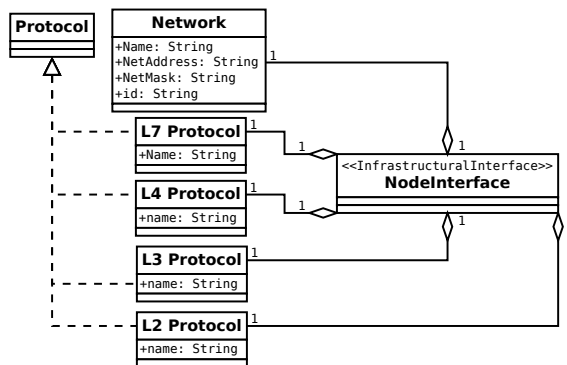 Protocol
Network
+Name: String
+NetAddress: String
+NetMask: String
+id: String
1
1
L7 Protocol
+Name: String
1
1
<<InfrastructuralInterface>>
NodeInterface
L4 Protocol
+name: String
1
1
1
L3 Protocol
+name: String
1
L2 Protocol
+name: String
1